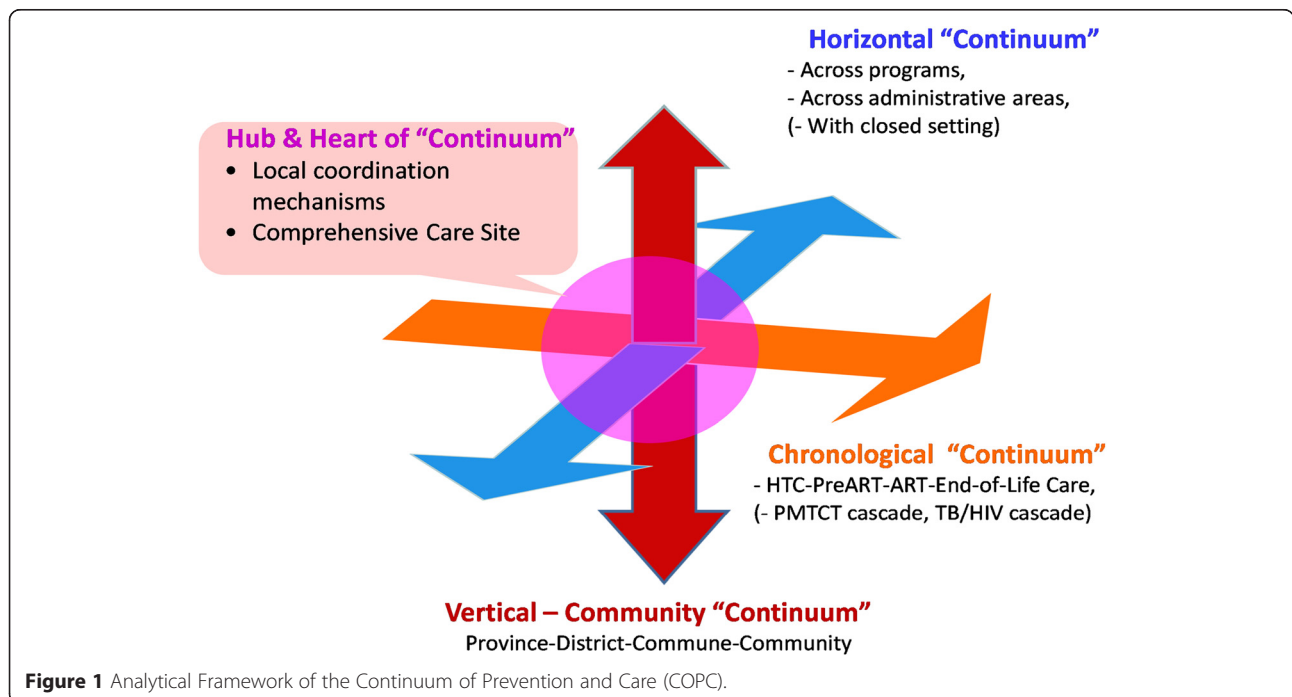 Horizontal “Continuum”
- Across programs,
- Across administrative areas,
(- With closed setting)
Hub & Heart of “Continuum”
• Local coordination
mechanisms
• Comprehensive Care Site
Chronological “Continuum”
- HTC-PreART-ART-End-of-Life Care,
(- PMTCT cascade, TB/HIV cascade)
Vertical – Community “Continuum”
Province-District-Commune-Community
Figure 1 Analytical Framework of the Continuum of Prevention and Care (COPC).